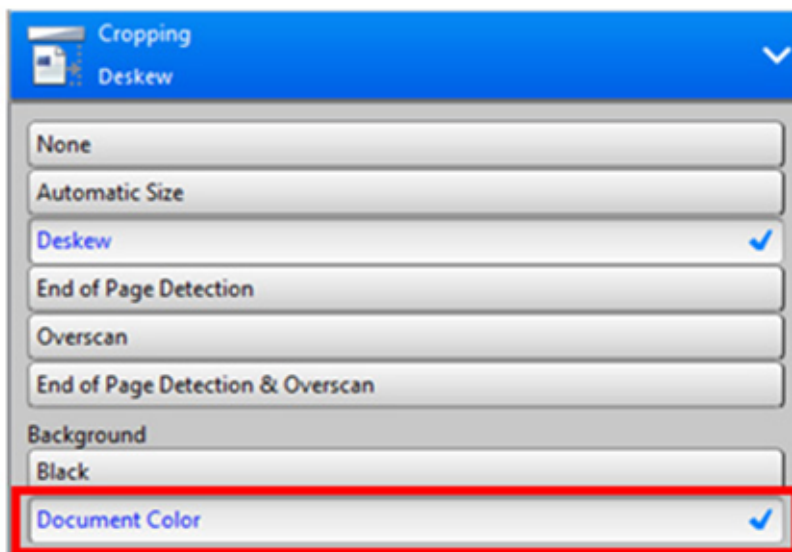 Cropping
Deskew
None
Automatic Size
Deskew
End of Page Detection
Overscan
End of Page Detection & Overscan
Background
Black
Document Color